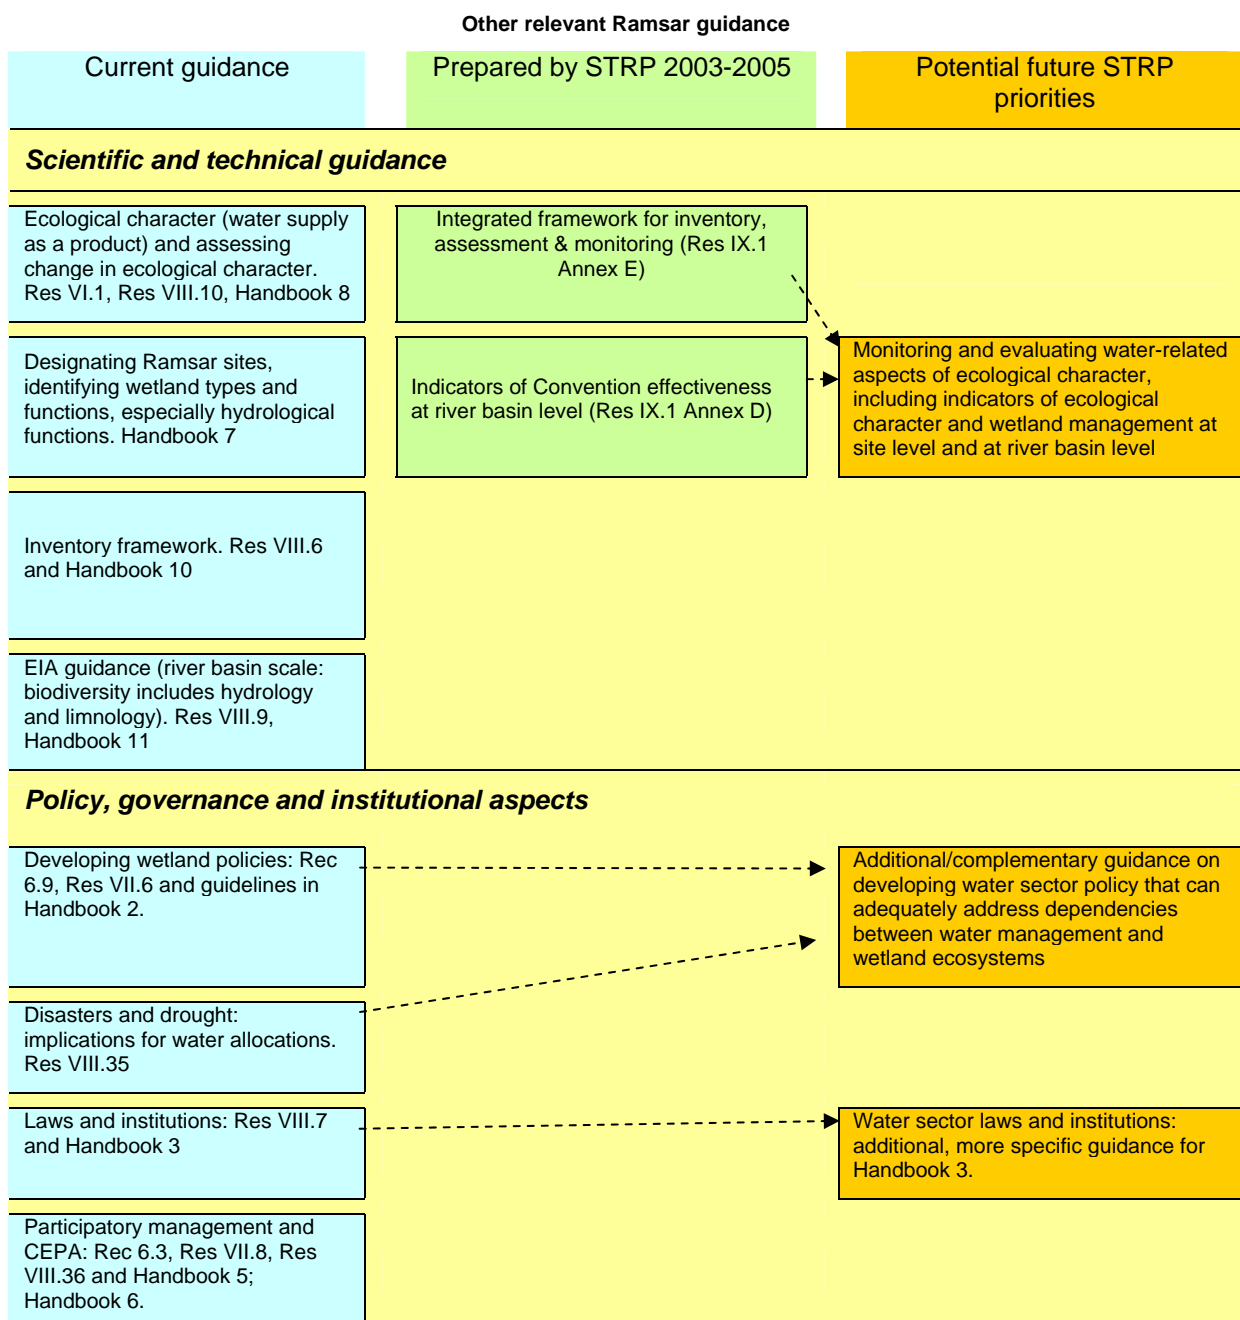 Other relevant Ramsar guidance
Current guidance
Prepared by STRP 2003-2005
Potential future STRP
priorities
Scientific and technical guidance
Ecological character (water supply
as a product) and assessing
change in ecological character.
Res VI.1, Res VIII.10, Handbook 8
Integrated framework for inventory,
assessment & monitoring (Res IX.1
Annex E)
Designating Ramsar sites,
identifying wetland types and
functions, especially hydrological
functions. Handbook 7
Indicators of Convention effectiveness
at river basin level (Res IX.1 Annex D)
Monitoring and evaluating water-related
aspects of ecological character,
including indicators of ecological
character and wetland management at
site level and at river basin level
Inventory framework. Res VIII.6
and Handbook 10
EIA guidance (river basin scale:
biodiversity includes hydrology
and limnology). Res VIII.9,
Handbook 11
Policy, governance and institutional aspects
Developing wetland policies: Rec
6.9, Res VII.6 and guidelines in
Handbook 2.
Additional/complementary guidance on
developing water sector policy that can
adequately address dependencies
between water management and
wetland ecosystems
Disasters and drought:
implications for water allocations.
Res VIII.35
Laws and institutions: Res VIII.7
and Handbook 3
Water sector laws and institutions:
additional, more specific guidance for
Handbook 3.
Participatory management and
CEPA: Rec 6.3, Res VII.8, Res
VIII.36 and Handbook 5;
Handbook 6.